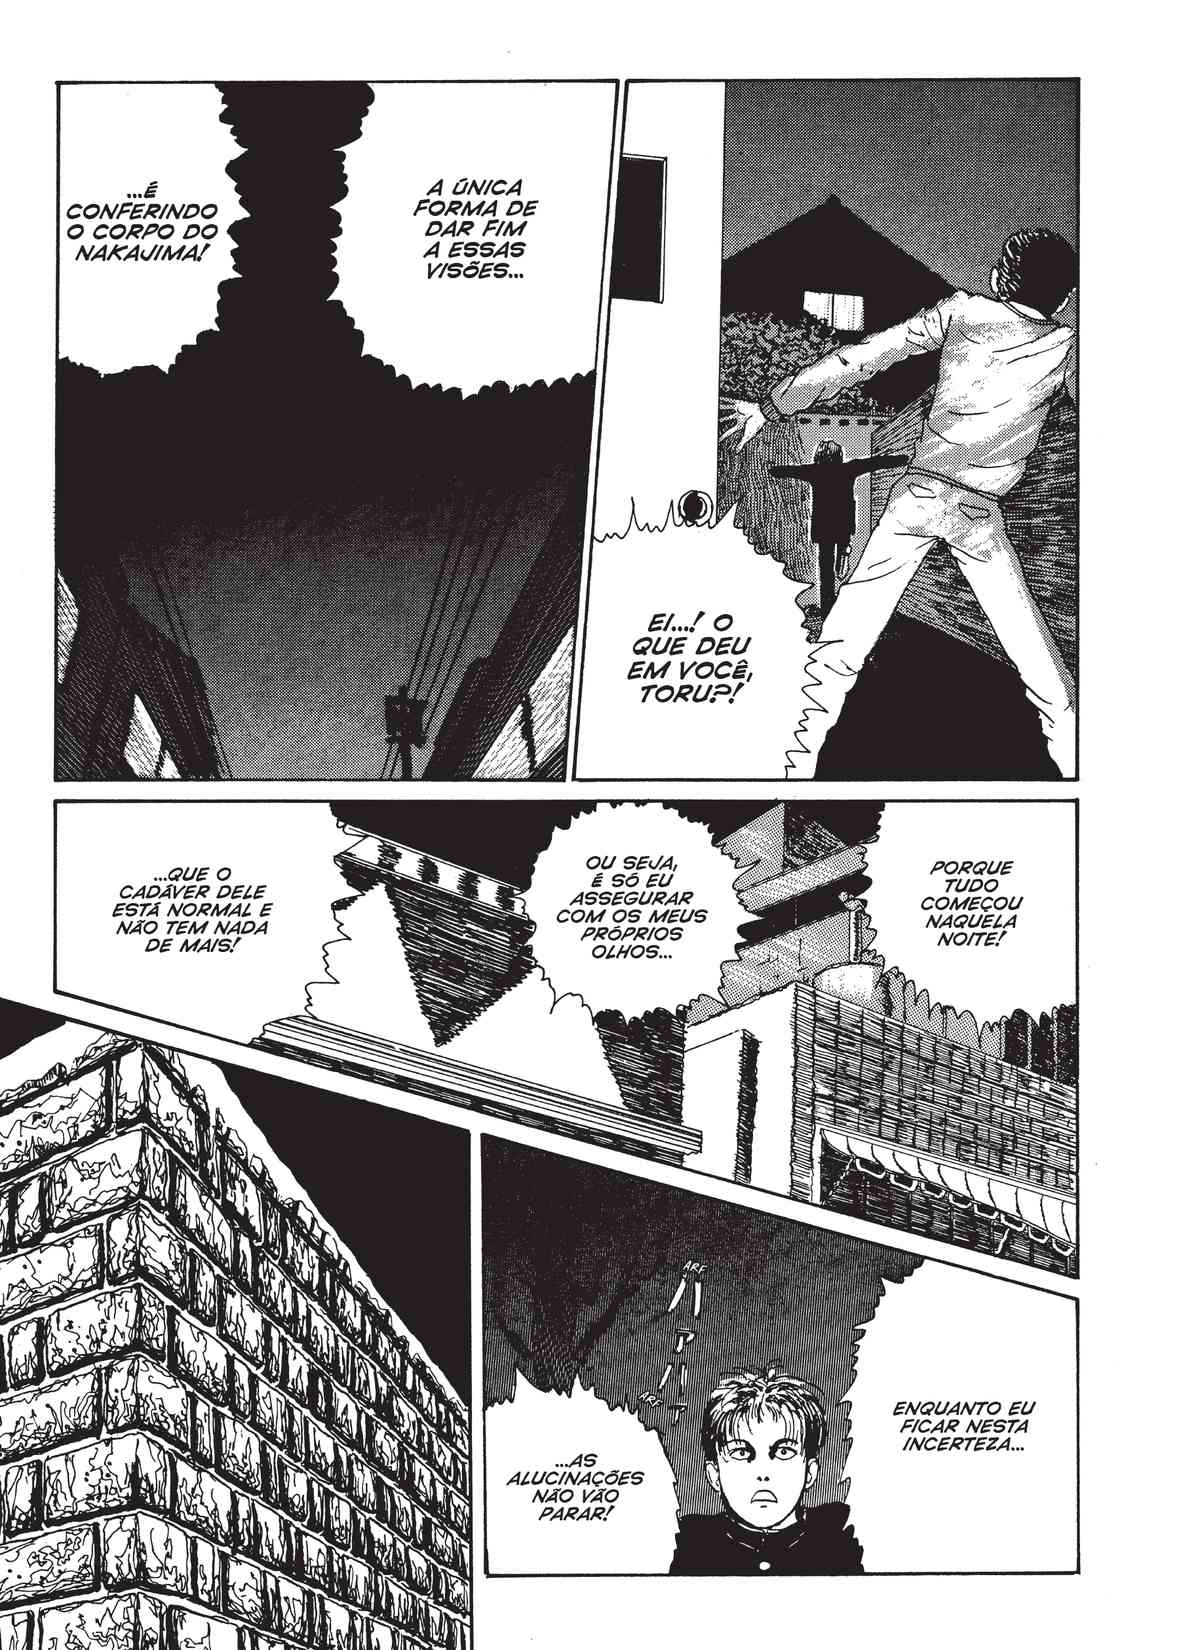 EI...! O
QUE DEU
EM VOCÊ,
TORU?!
A ÚNICA
FORMA DE
DAR FIM
A ESSAS
VISÕES...
...É
CONFERINDO
O CORPO DO
NAKAJIMA!
PORQUE
TUDO
COMEÇOU
NAQUELA
NOITE!
OU SEJA,
É SÓ EU
ASSEGURAR
COM OS MEUS
PRÓPRIOS
OLHOS...
...QUE O
CADÁVER DELE
ESTÁ NORMAL E
NÃO TEM NADA
DE MAIS!
ENQUANTO EU
FICAR NESTA
INCERTEZA...
ARF
ARF
...AS
ALUCINAÇÕES
NÃO VÃO
PARAR!